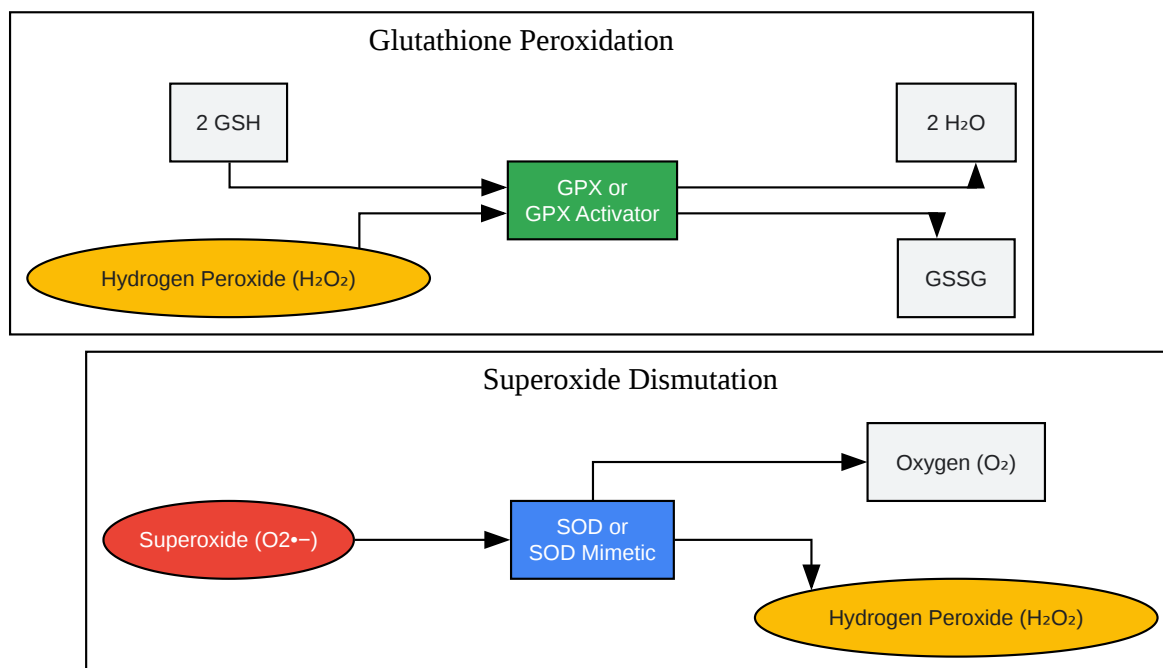 Glutathione Peroxidation
2 GSH
2 H₂O
GPX or
GPX Activator
Hydrogen Peroxide (H₂O₂)
GSSG
Superoxide Dismutation
Oxygen (O₂)
Superoxide (O2•−)
SOD or
SOD Mimetic
Hydrogen Peroxide (H₂O₂)